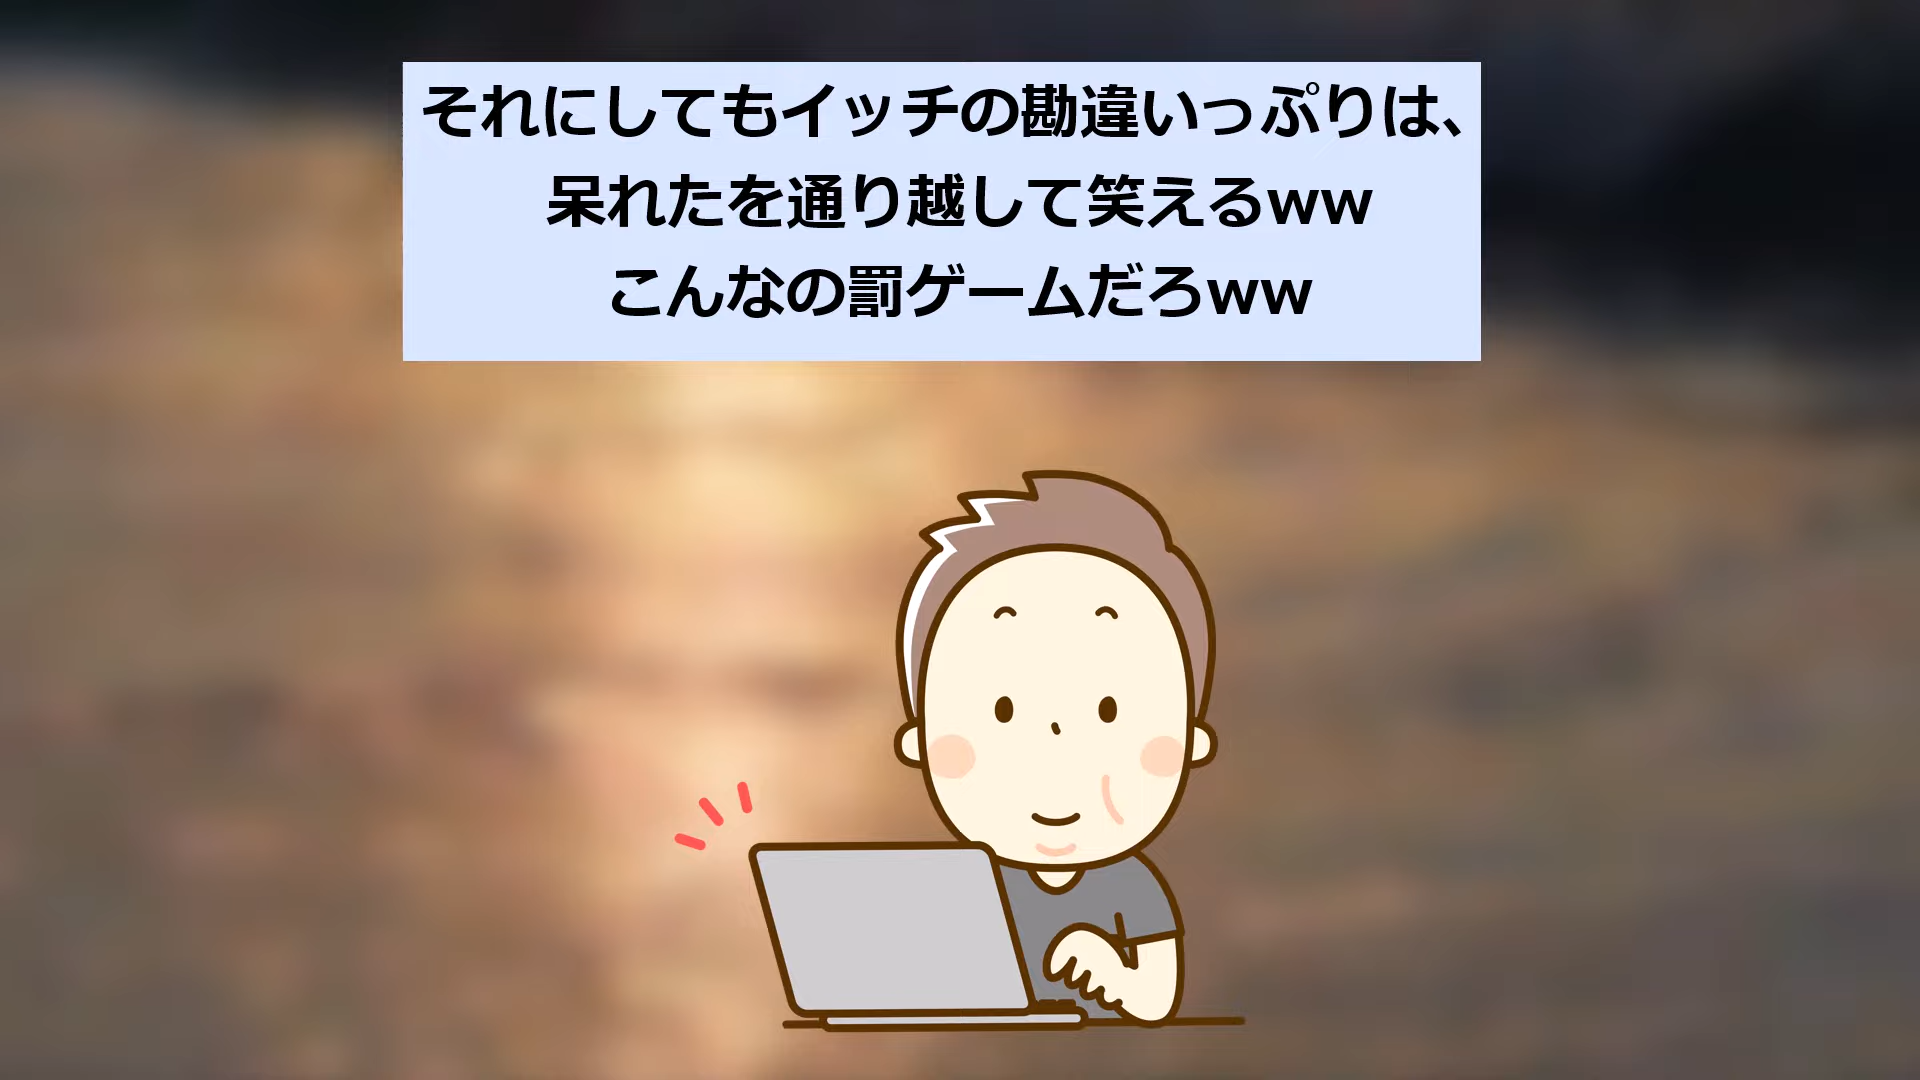 それにしてもイッチの勘違いっぷりは、
呆れたを通り越して笑えるww
こんなの罰ゲームだろww